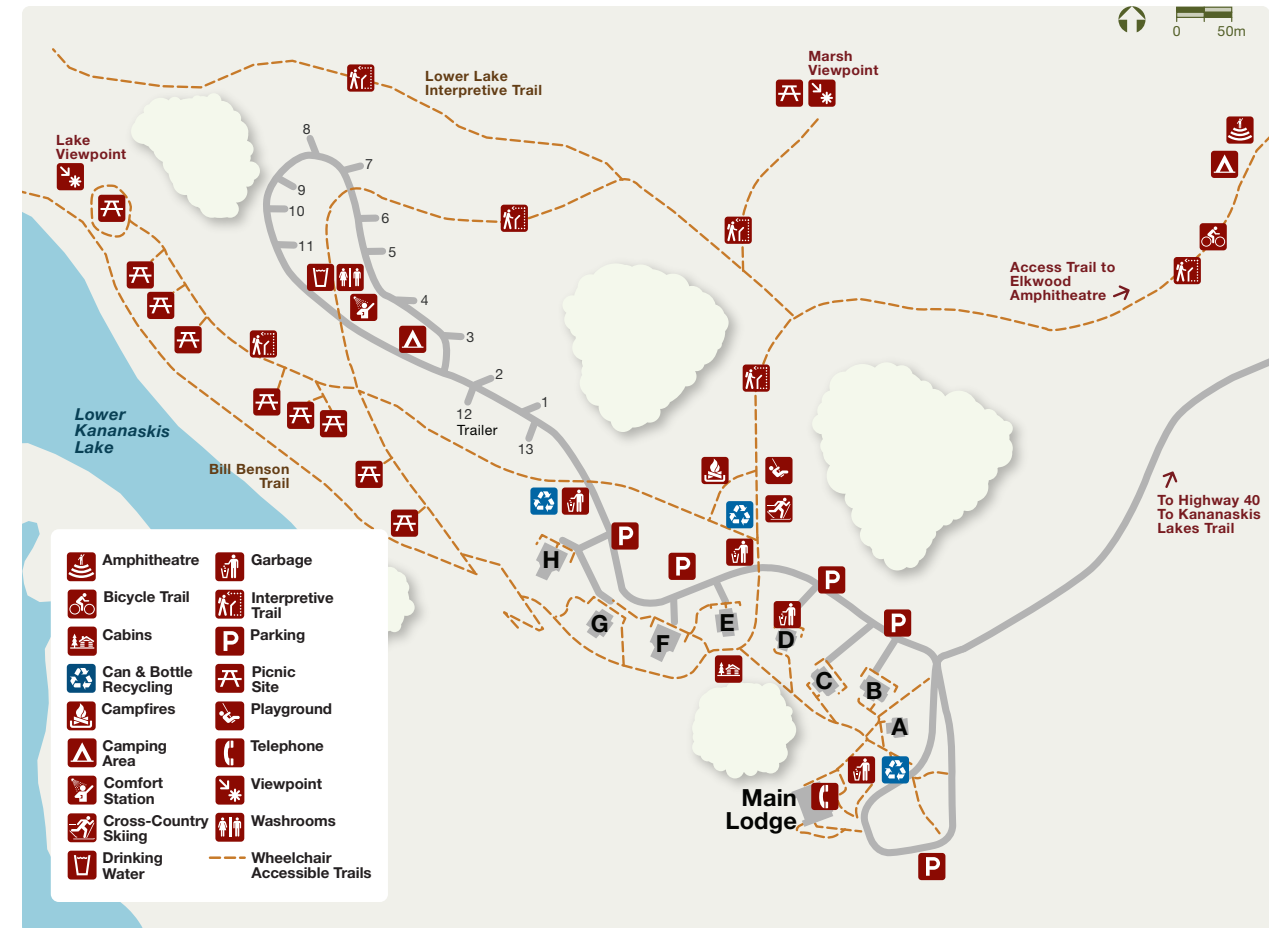 0 50m
Marsh
Viewpoint
Lower Lake
Interpretive Trail
Lake
Viewpoint
8
7
9
10
6
11
5
4
3
2
1
12
Trailer
13
Access Trail to
Elkwood
Amphitheatre
Lower
Kananaskis
Lake
Bill Benson
Trail
To Highway 40
To Kananaskis
Lakes Trail
P
P
P
P
P
H
G
F
E
D
C
B
A
Main
Lodge
Amphitheatre
Bicycle Trail
Cabins
Can & Bottle
Recycling
Campfires
Camping
Area
Comfort
Station
Cross-Country
Skiing
Drinking
Water
Garbage
Interpretive
Trail
P Parking
Picnic
Site
Playground
Telephone
Viewpoint
Washrooms
Wheelchair
Accessible Trails